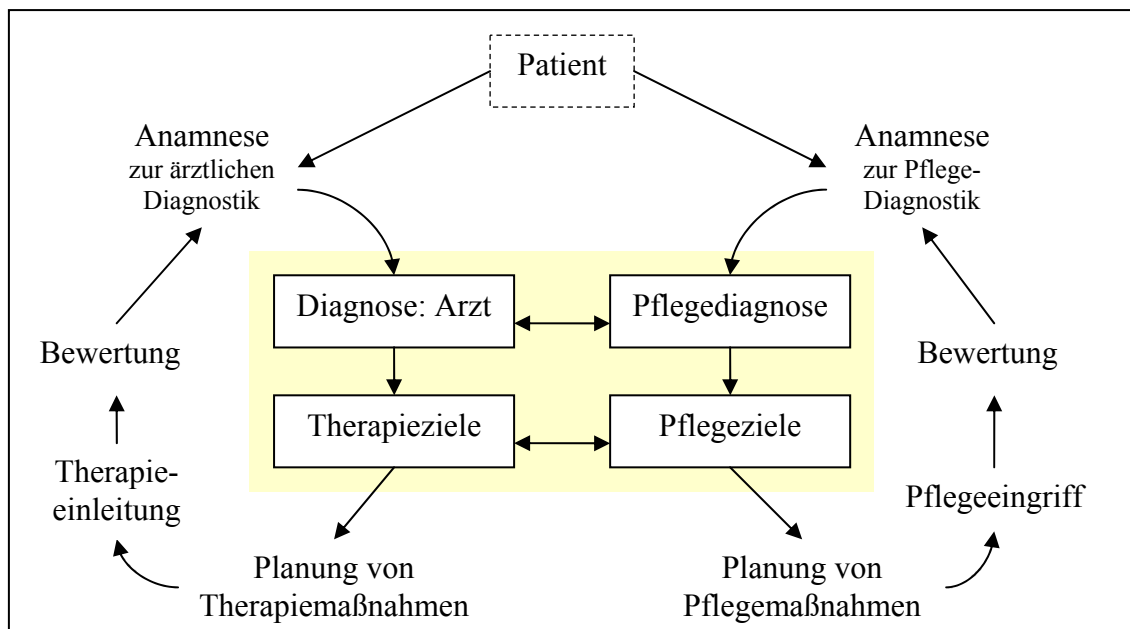 Patient
Anamnese
zur ärztlichen
Diagnostik
Anamnese
zur Pflege-
Diagnostik
Diagnose: Arzt
Pflegediagnose
Bewertung
Bewertung
Therapieziele
Pflegeziele
Therapie-
einleitung
Pflegeeingriff
Planung von
Therapiemaßnahmen
Planung von
Pflegemaßnahmen